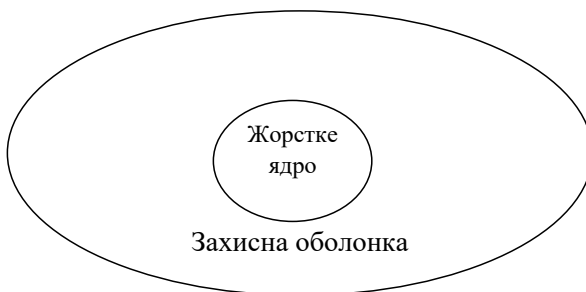 Жорстке
ядро
Захисна оболонка